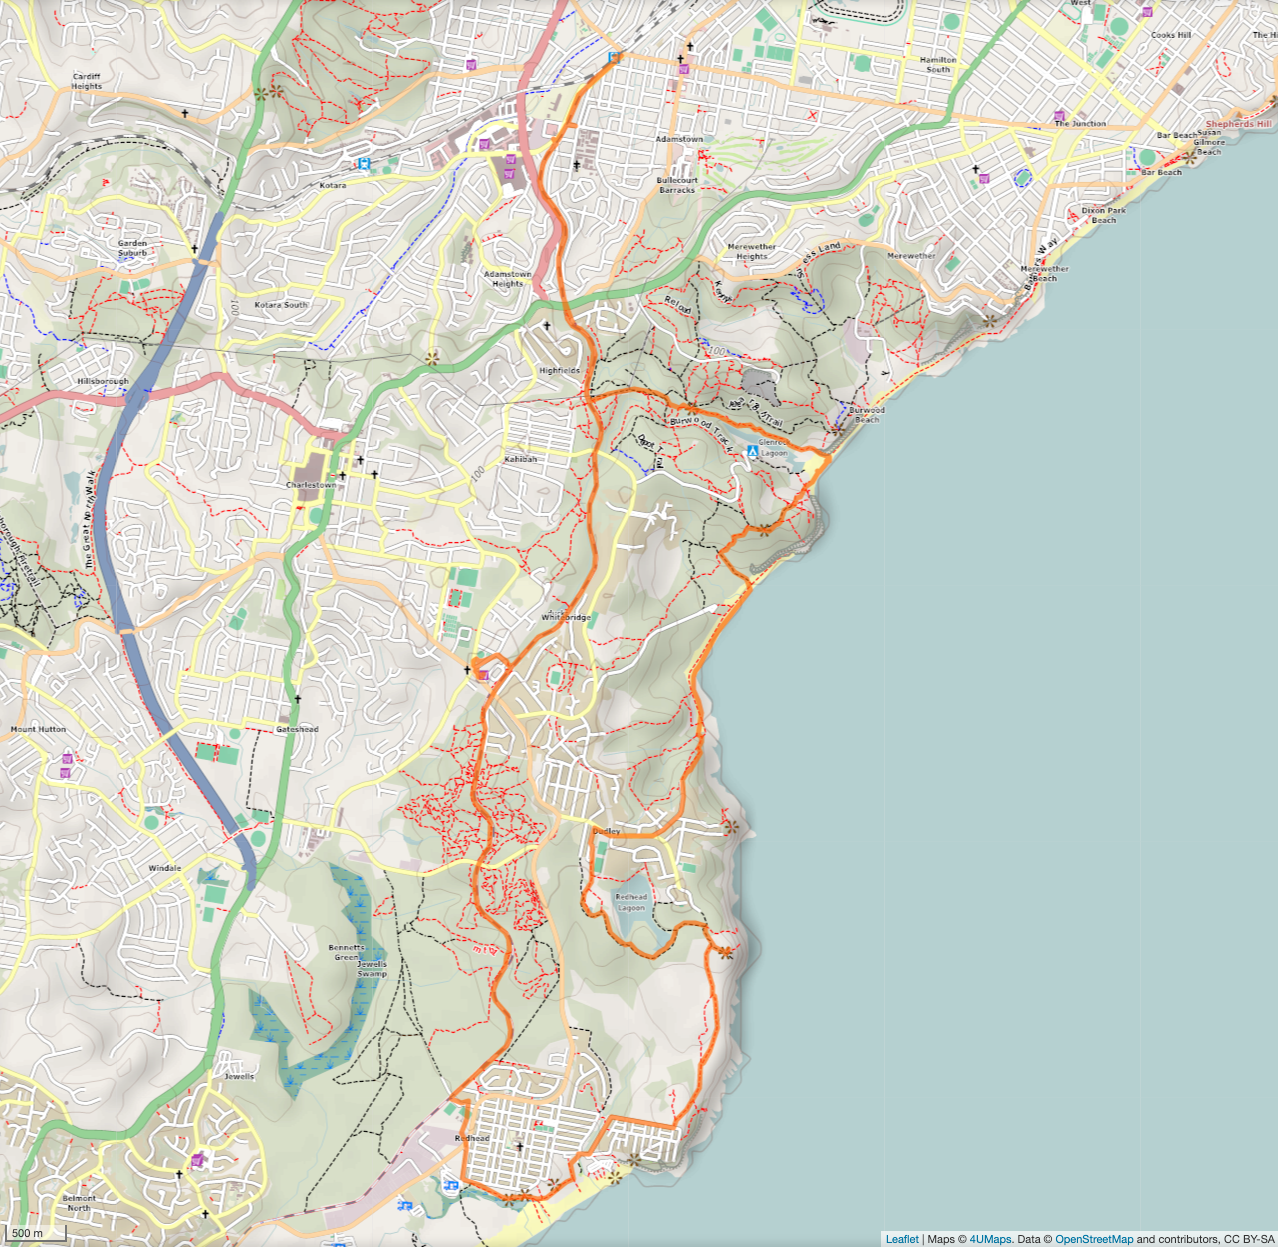 West
Cooks Hill
The Hi
Cardiff
Heights
Hamilton
South
Adamstown
The Junction
Shepherds Hill
Bar Beach
Susan
Gilmore
Beach
Kotara
Bullecourt
Barracks
Bar Beach
Dixon Park
Beach
Garden
Suburb
Merewether
Heights
Merewether
Merewether
Beach
Adamstown
Heights
Kotara South
100
Reload
100
Hillsborough
Highfields
Burwood
Beach
Burwood Track
Kahibah
Glenrock
Lagoon
100
Charlestown
The Great North Walk
Whitebridge
Mount Hutton
Gateshead
Dudley
Windale
Redhead
Lagoon
Bennetts
Green
Jewells
Swamp
Jewells
Redhead
Belmont
North
500 m
Leaflet | Maps © 4UMaps. Data © OpenStreetMap and contributors, CC BY-SA